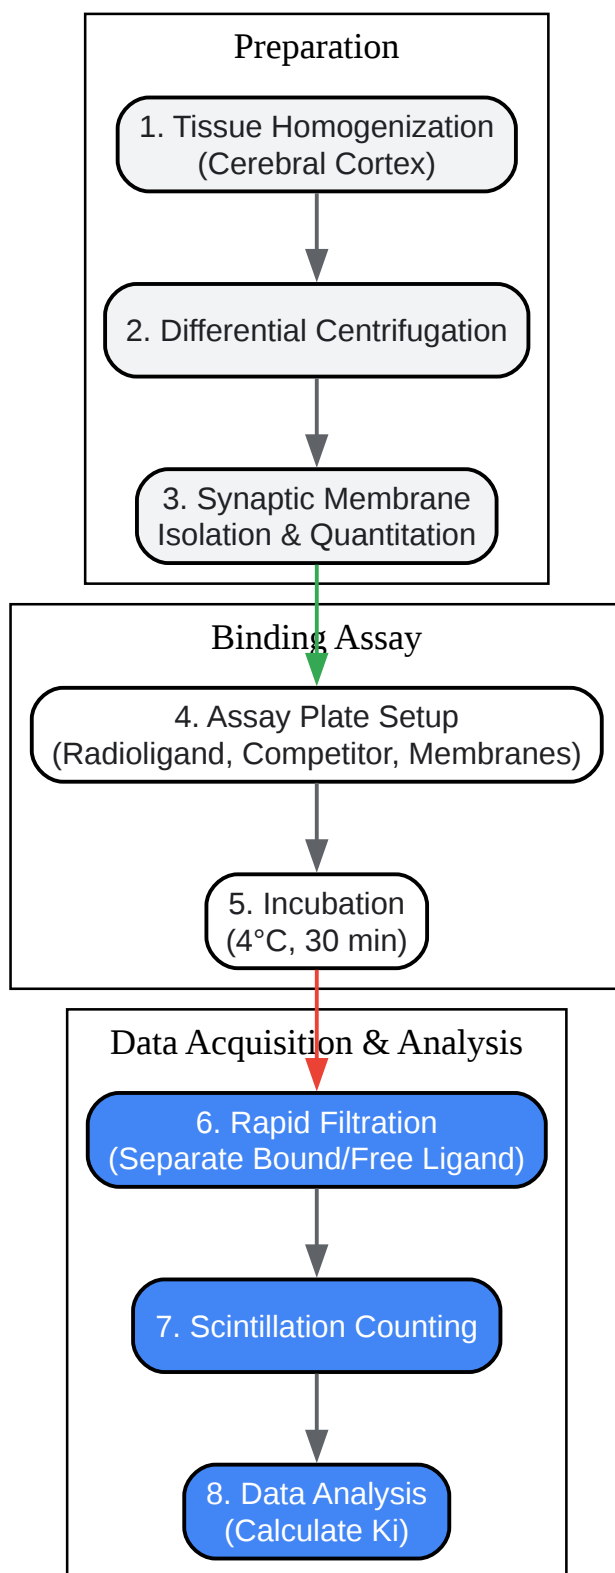 Preparation
1. Tissue Homogenization
(Cerebral Cortex)
2. Differential Centrifugation
3. Synaptic Membrane
Isolation & Quantitation
Binding Assay
4. Assay Plate Setup
(Radioligand, Competitor, Membranes)
5. Incubation
(4°C, 30 min)
Data Acquisition & Analysis
6. Rapid Filtration
(Separate Bound/Free Ligand)
7. Scintillation Counting
8. Data Analysis
(Calculate Ki)